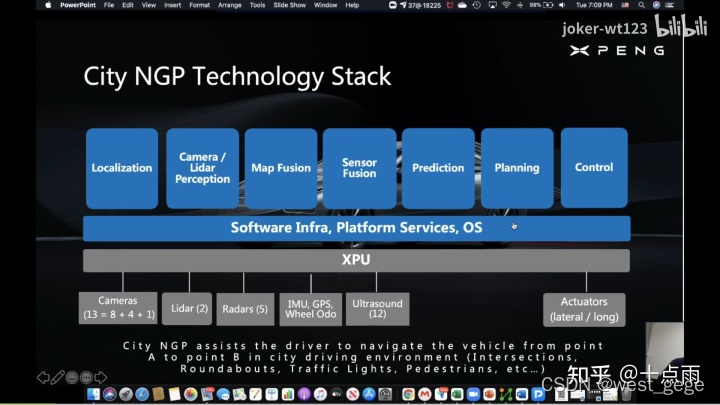 PowerPoint File Edit View Insert Format Arrange Tools Slide Show Window Help 37@-18225 99% Tue 7:09 PM
joker-wt123 bilibili
XPENG
City NGP Technology Stack
Localization
Camera /
Lidar
Perception
Map Fusion
Sensor
Fusion
Prediction
Planning
Control
Software Infra, Platform Services, OS
XPU
Cameras
(13 = 8 + 4 + 1)
Lidar (2)
Radars (5)
IMU, GPS,
Wheel Odo
Ultrasound
(12)
Actuators
(lateral / long)
City NGP assists the driver to navigate the vehicle from point
A to point B in city driving environment (Intersections,
Roundabouts, Traffic Lights, Pedestrians, etc…)
知乎 @十点雨
CSDN @west_gege